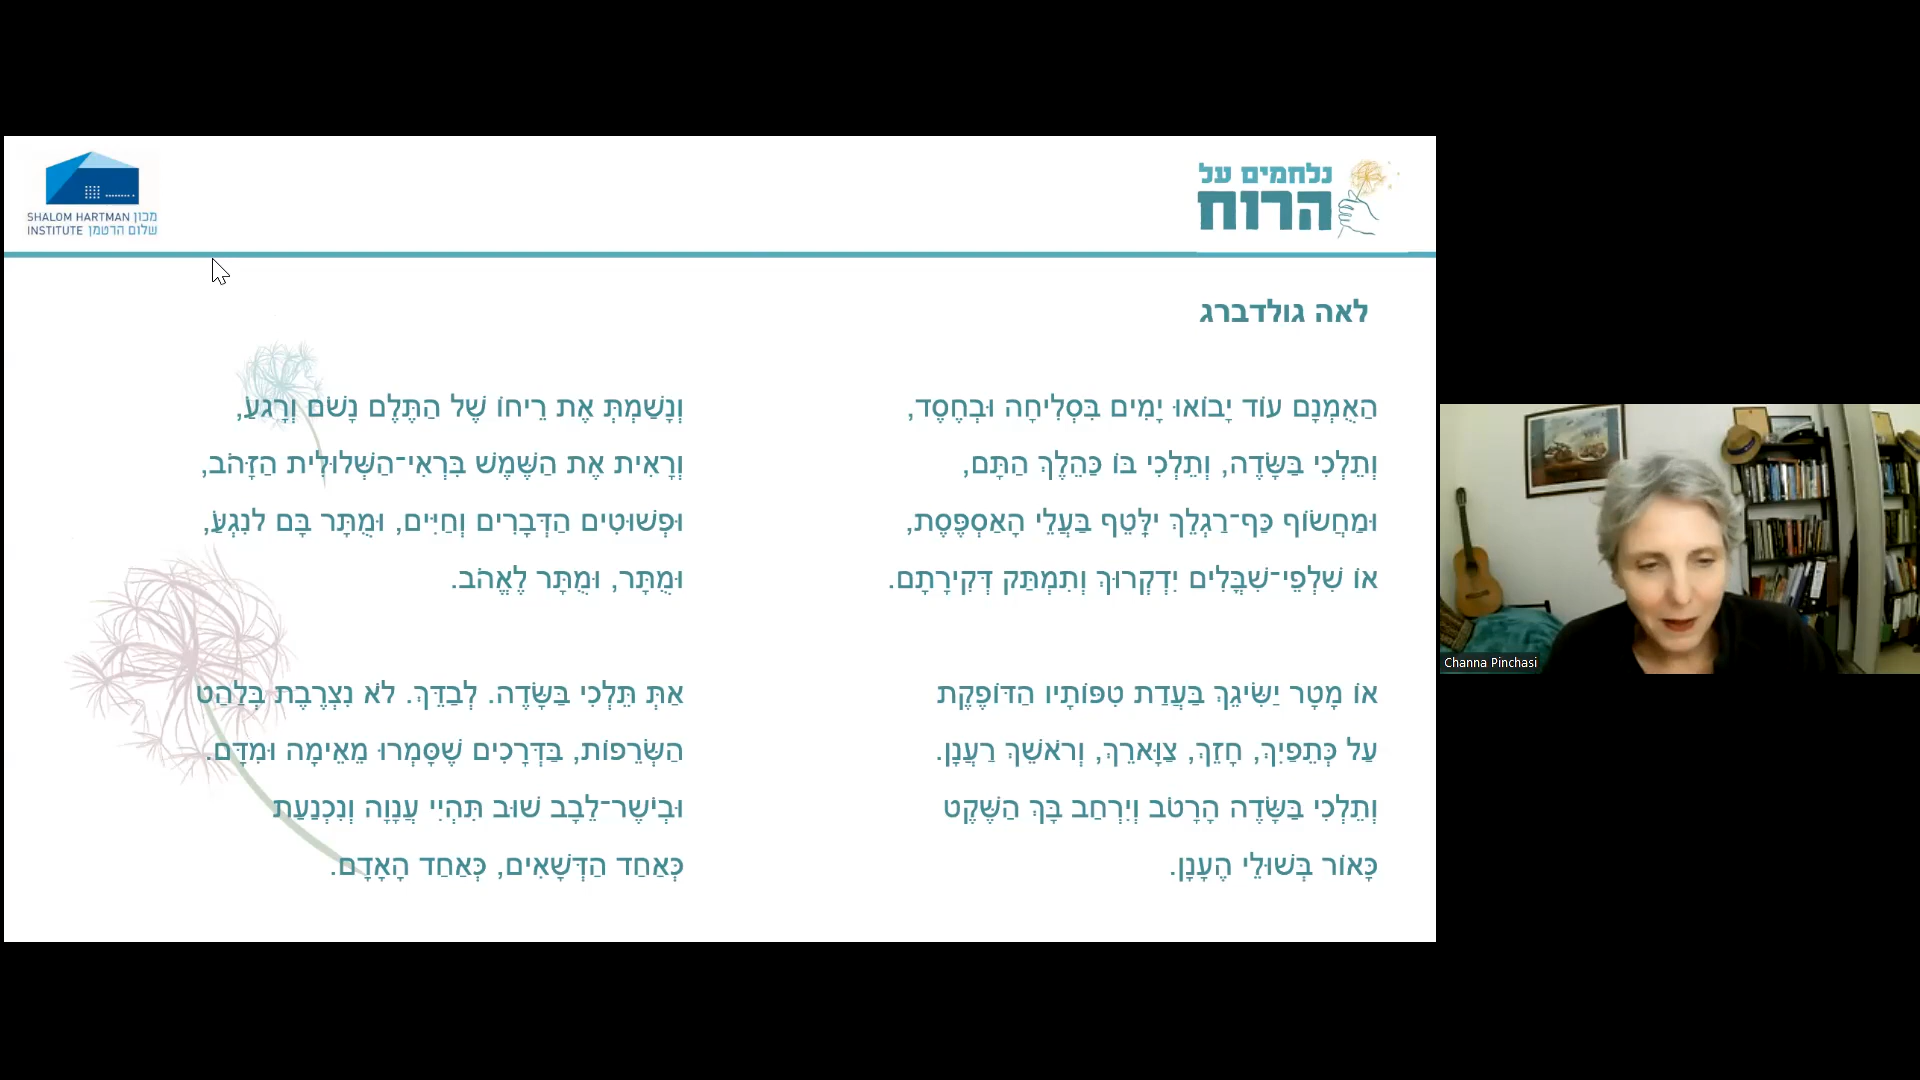 SHALOM HARTMAN מכון
INSTITUTE שלום הרטמן
נלחמים על
הרוח
לאה גולדברג
הַאֻמְנָם עוֹד יָבוֹאוּ יָמִים בִּסְלִיחָה וּבְחֶסֶד,
וְתֵלְכִי בַּשָּׂדֶה, וְתֵלְכִי בּוֹ כַּהֵלֶךְ הַתָּם,
וּמַחֲשׂוֹף כַּף־רַגְלֵךְ יִלָּטֵף בַּעֲלֵי הָאַסְפֶּסֶת,
אוֹ שִׁלְפֵי־שִׁבֳּלִים יִדְקְרוּךְ וְתִמְתַּק דְּקִירָתָם.
אוֹ מָטָר יַשִּׂיגֵךְ בַּעֲדַת טִפּוֹתָיו הַדּוֹפֶקֶת
עַל כְּתֵפַיִךְ, חָזֵךְ, צַוָּארֵךְ, וְרֹאשֵׁךְ רַעֲנָן.
וְתֵלְכִי בַּשָּׂדֶה הָרָטֹב וְיִרְחַב בָּךְ הַשֶּׁקֶט
כָּאוֹר בְּשׁוּלֵי הֶעָנָן.
וְנָשַׁמְתְּ אֶת רֵיחוֹ שֶׁל הַתֶּלֶם נָשֹׁם וְרָגֹעַ,
וְרָאִית אֶת הַשֶּׁמֶשׁ בִּרְאִי־הַשְּׁלוּלִית הַזָּהֹב,
וּפְשׁוּטִים הַדְּבָרִים וְחַיִּים, וּמֻתָּר בָּם לִנְגֹּעַ,
וּמֻתָּר, וּמֻתָּר לֶאֱהֹב.
אַתְּ תֵּלְכִי בַּשָּׂדֶה. לְבַדֵּךְ. לֹא נִצְרֶבֶת בְּלַהַט
הַשְּׂרֵפוֹת, בַּדְּרָכִים שֶׁסָּמְרוּ מֵאֵימָה וּמִדָּם.
וּבְיֹשֶׁר־לֵבָב שׁוּב תִּהְיִי עֲנָוָה וְנִכְנַעַת
כְּאַחַד הַדְּשָׁאִים, כְּאַחַד הָאָדָם.
Channa Pinchasi